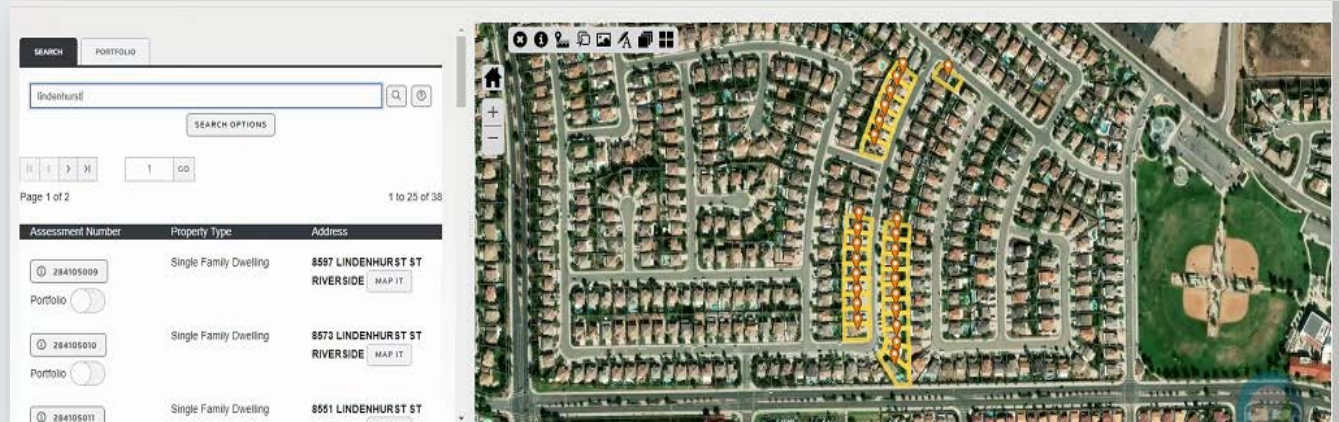 SEARCH
PORTFOLIO
lindenhurst
SEARCH OPTIONS
1 GO
Page 1 of 2
1 to 25 of 38
Assessment Number Property Type Address
284105009 Single Family Dwelling 8597 LINDENHURST ST
RIVERSIDE MAP IT
Portfolio
284105010 Single Family Dwelling 8573 LINDENHURST ST
RIVERSIDE MAP IT
Portfolio
284105011 Single Family Dwelling 8551 LINDENHURST ST